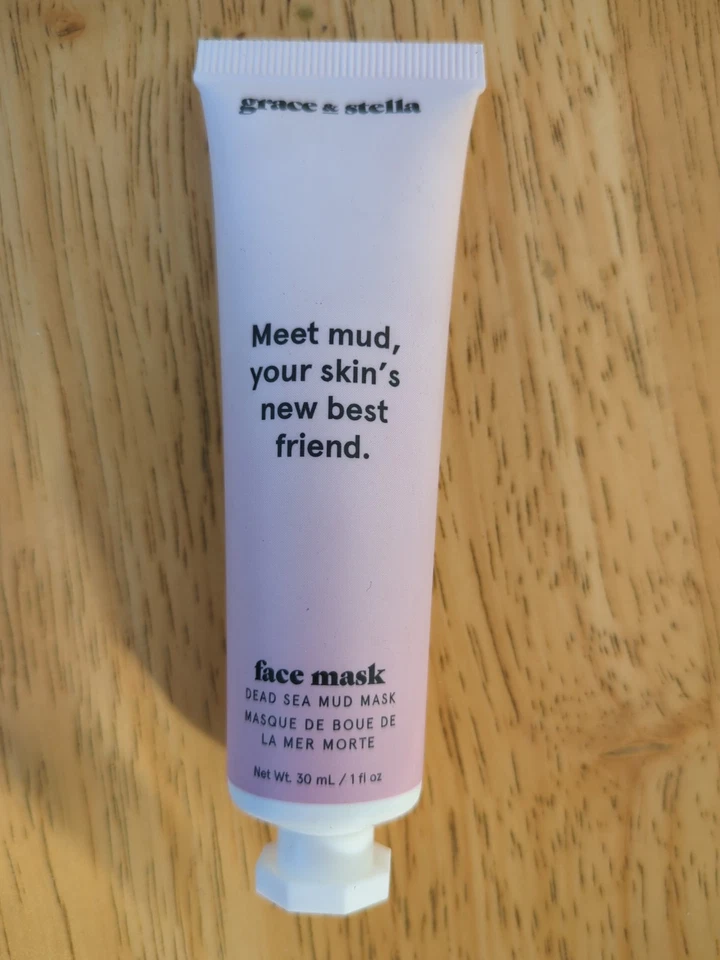 grace & stella
Meet mud,
your skin's
new best
friend.
face mask
DEAD SEA MUD MASK
MASQUE DE BOUE DE
LA MER MORTE
Net Wt. 30 mL / 1 fl oz